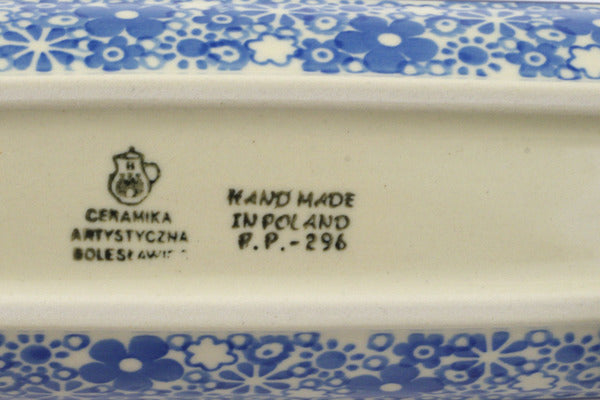 CERAMIKA
ARTYSTYCZNA
HAND MADE
IN POLAND
P.P.-296